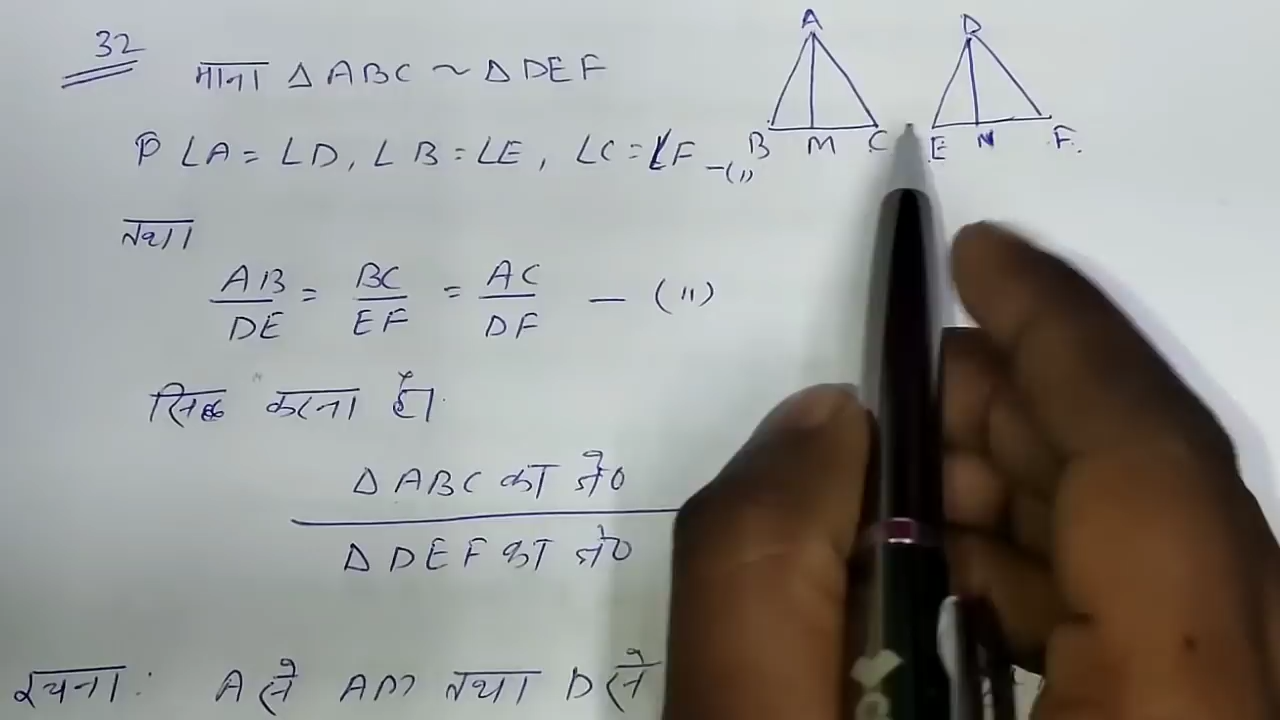 32
माना Δ ABC ~ Δ DEF
A
D
B M C
E N F.
∠A = ∠D, ∠B = ∠E, ∠C = ∠F -(i)
तथा
AB/DE = BC/EF = AC/DF — (ii)
सिद्ध करना है।
Δ ABC का क्षे०
Δ DEF का क्षे०
रचना: A से AM तथा D से